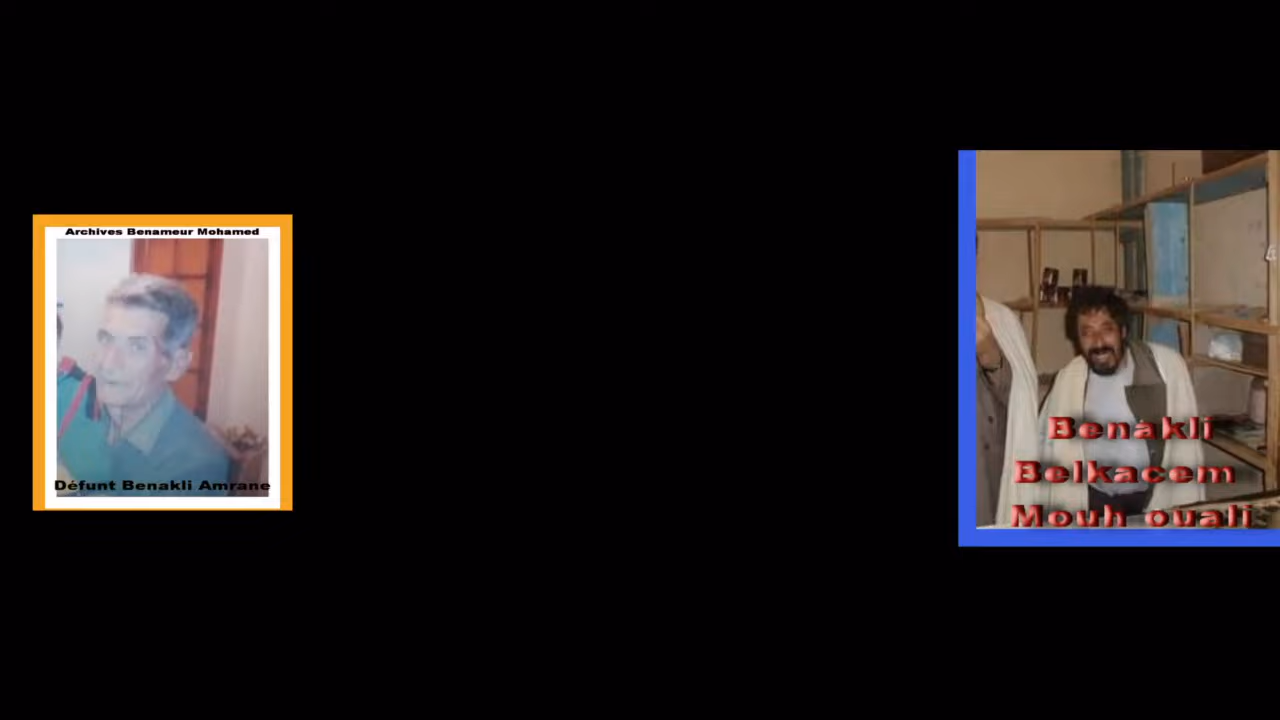 Archives Benameur Mohamed
Défunt Benakli Amrane
Benakli
Belkacem
Mouh ouali